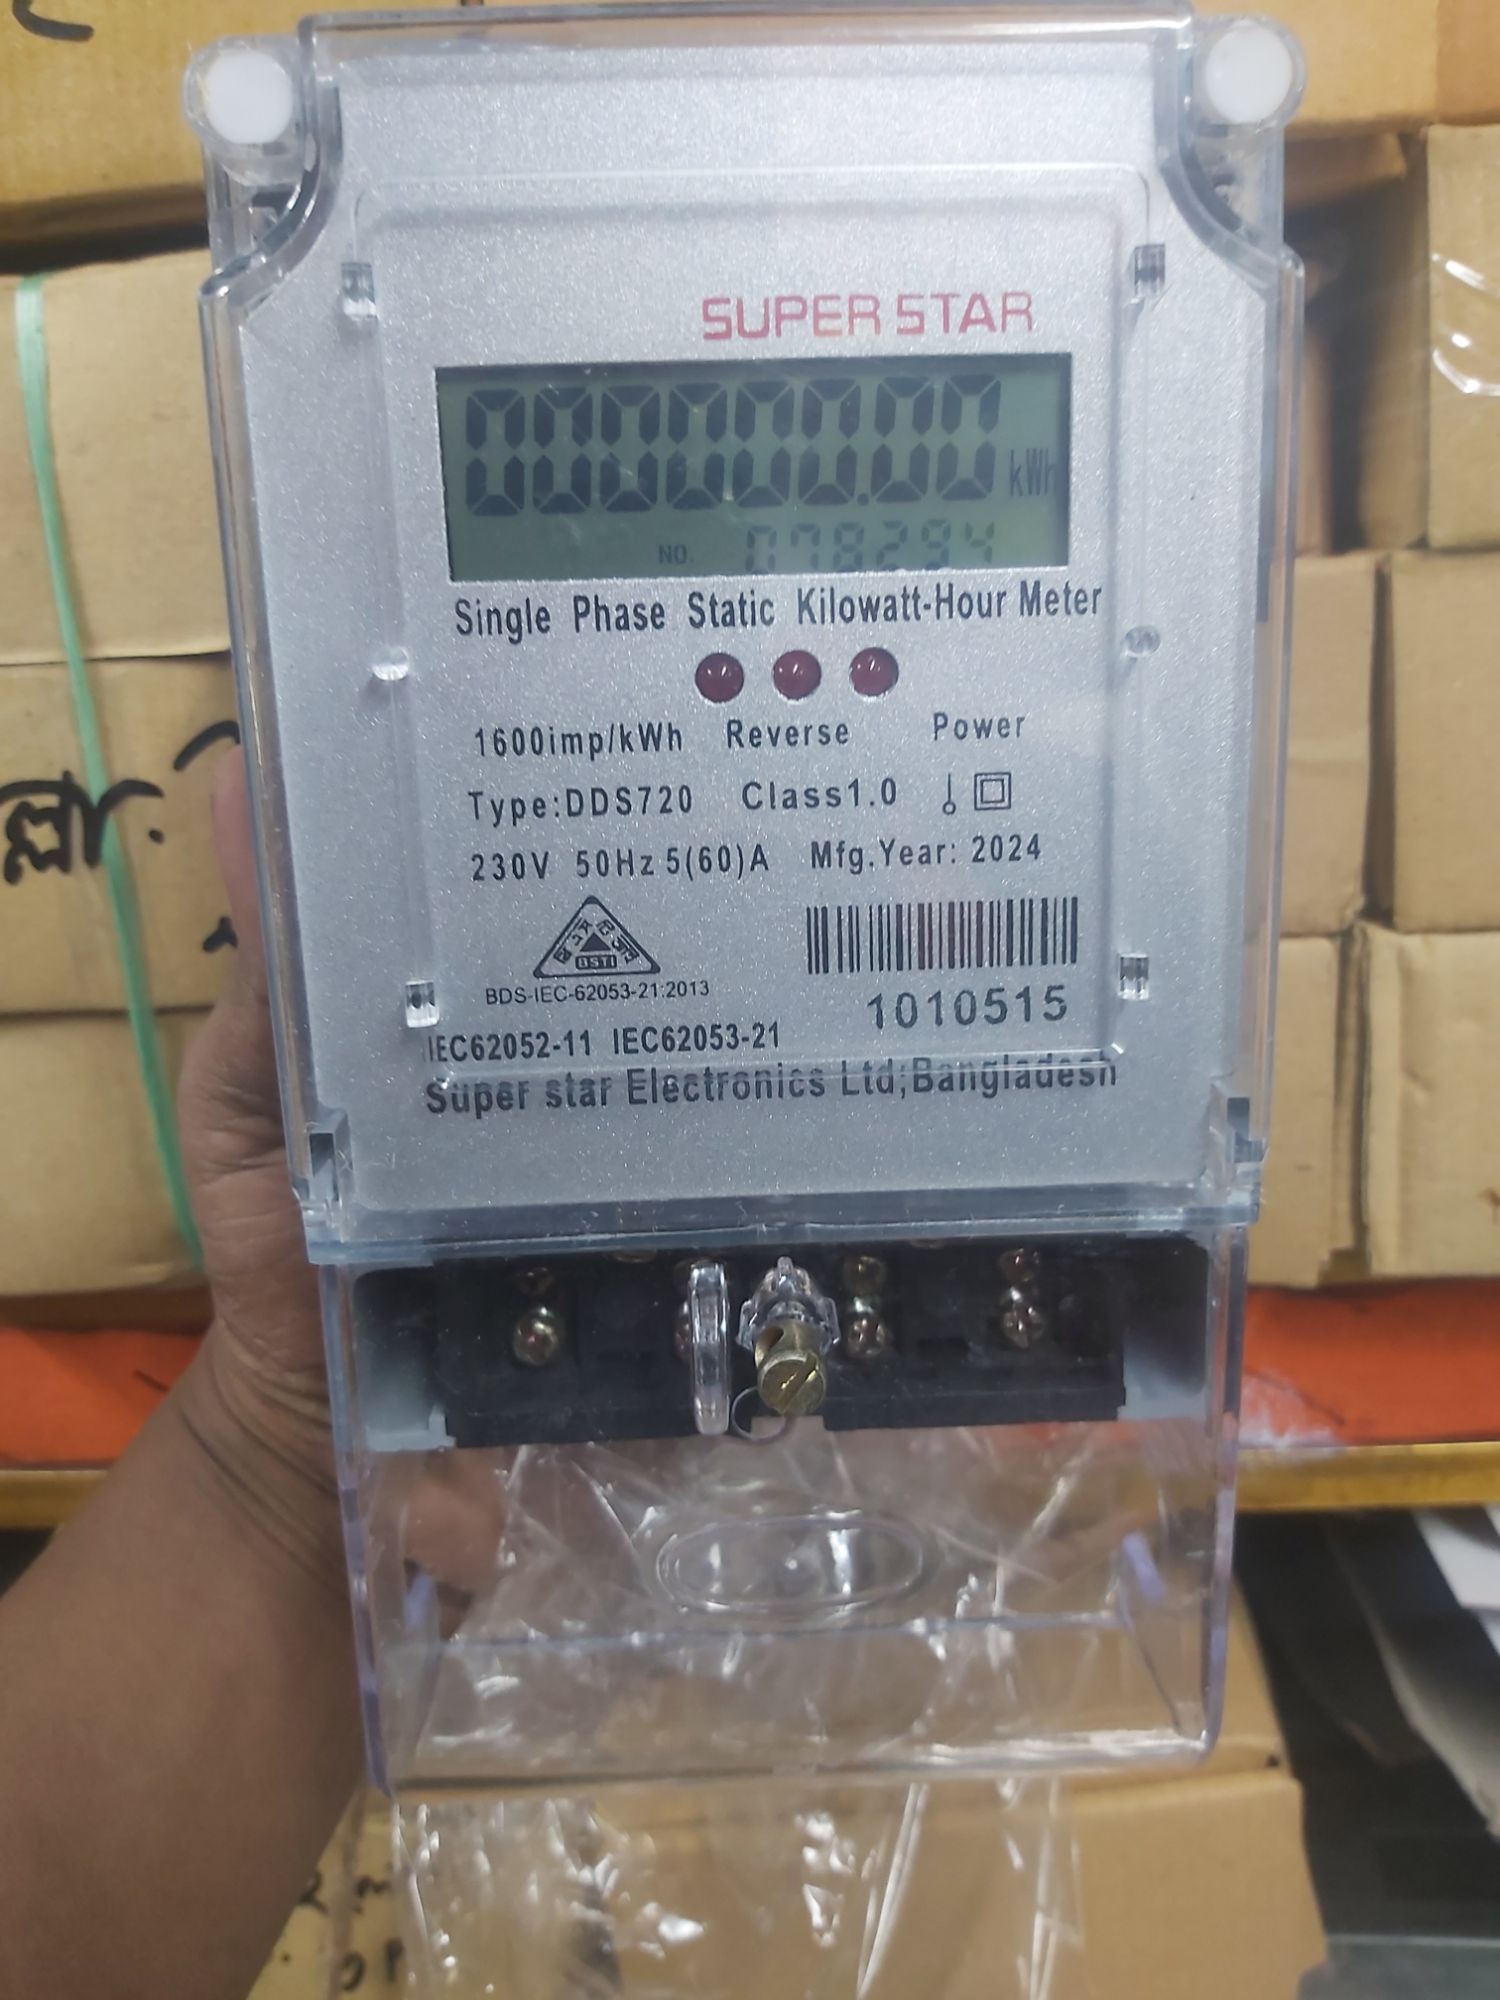 SUPER STAR
000000.00 kWh
NO. 078294
Single Phase Static Kilowatt-Hour Meter
1600imp/kWh Reverse Power
Type:DDS720 Class1.0
230V 50Hz 5(60)A Mfg.Year: 2024
BSTI
BDS-IEC-62053-21:2013
1010515
IEC62052-11 IEC62053-21
Super star Electronics Ltd;Bangladesh